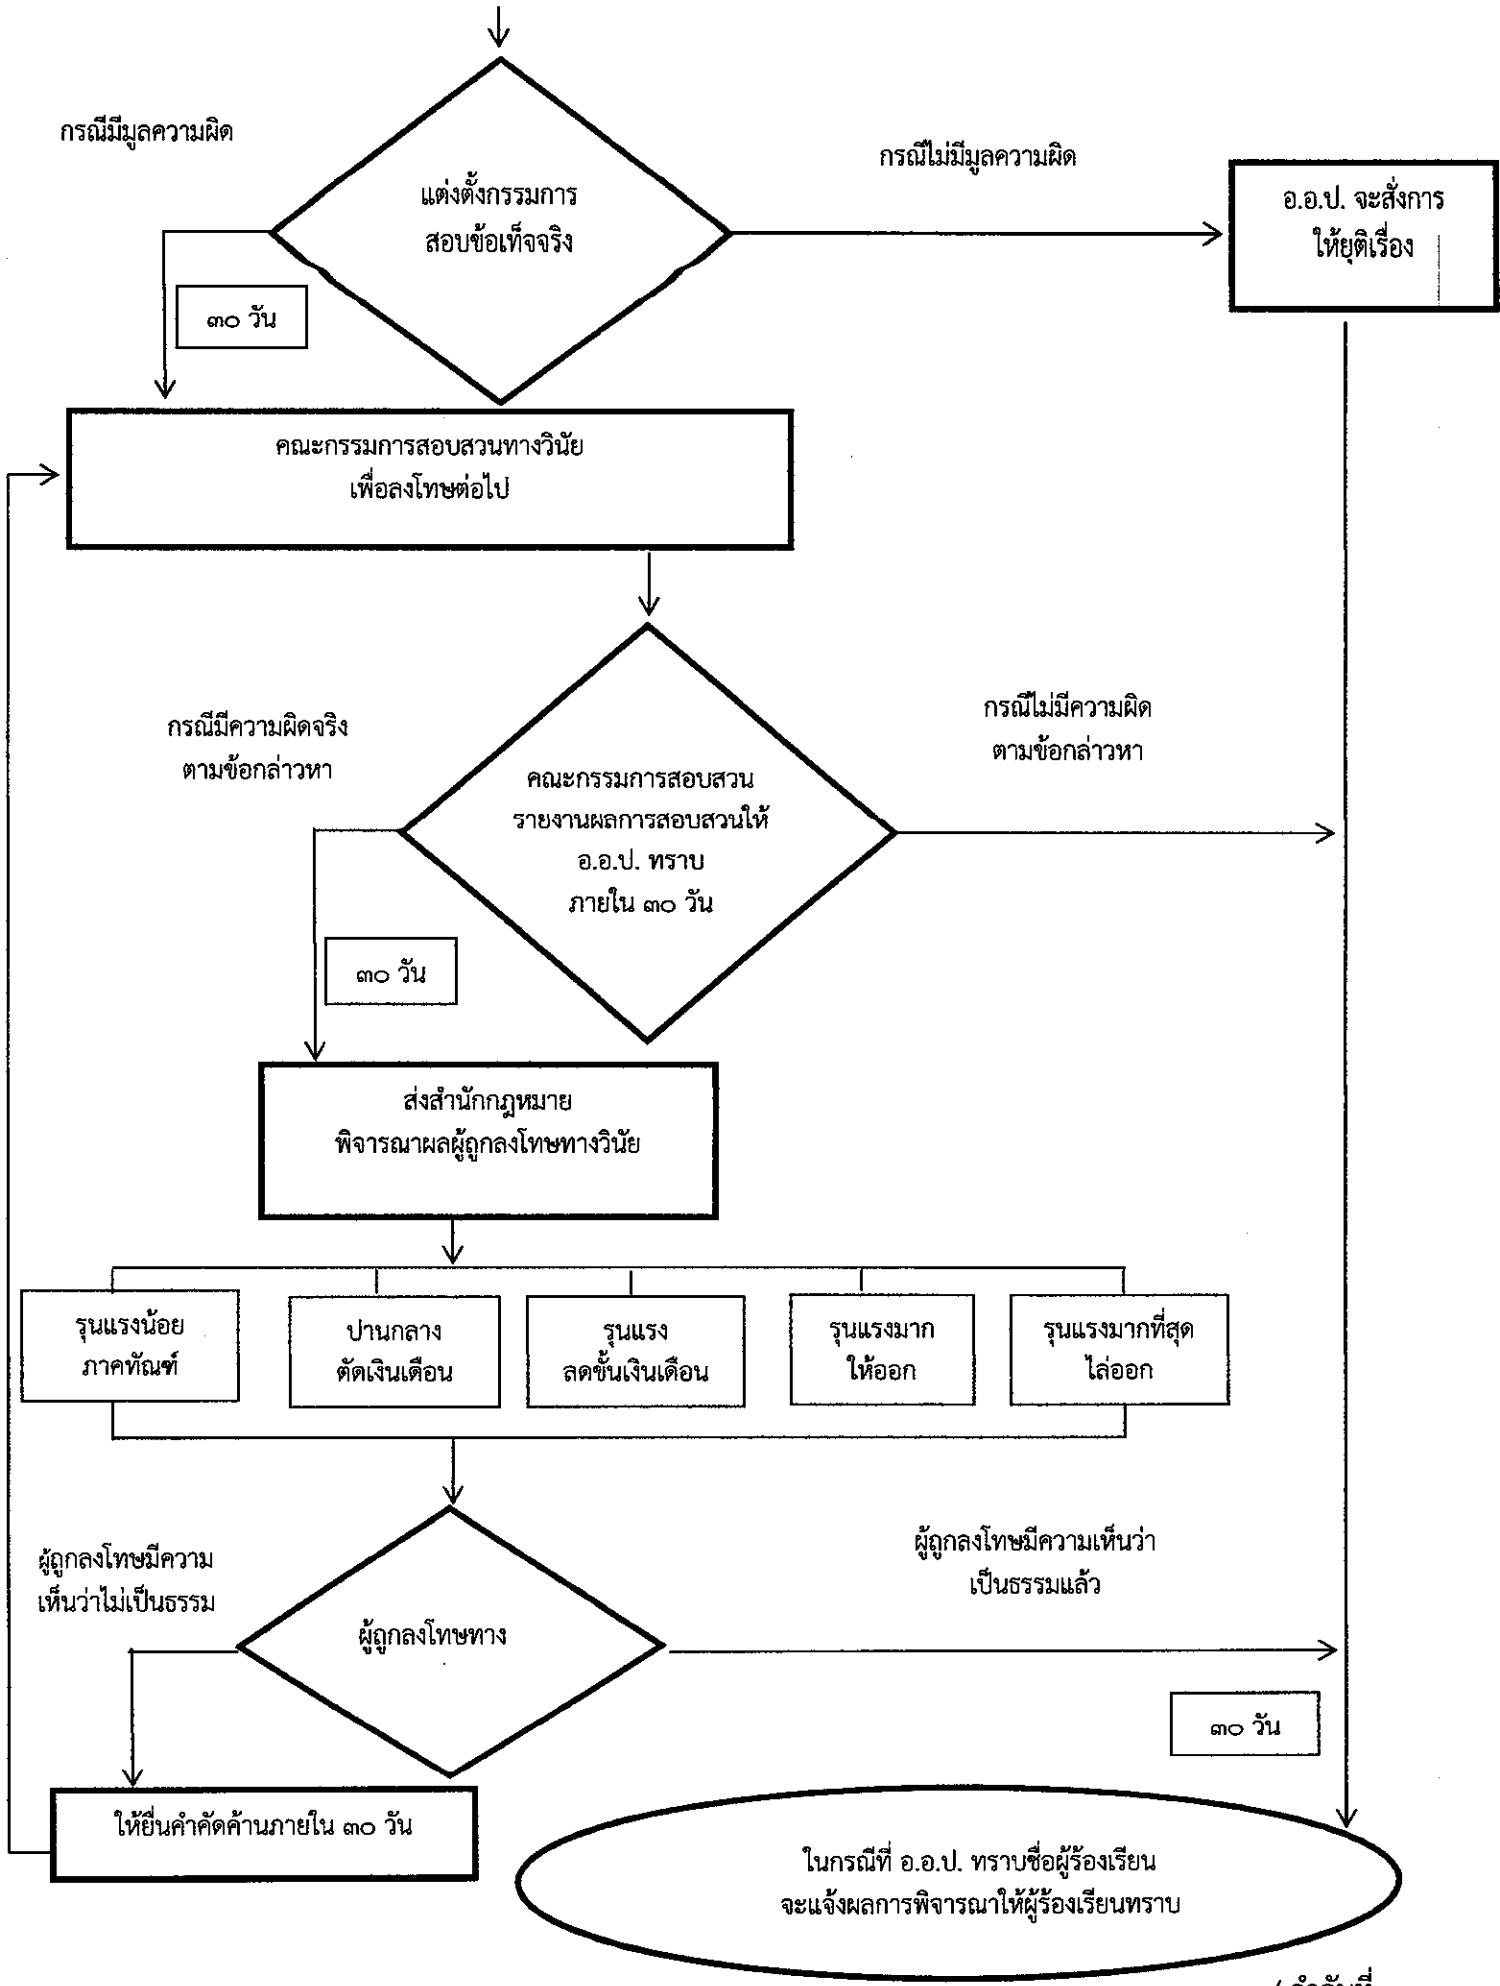 กรณีมีมูลความผิด
กรณีไม่มีมูลความผิด
แต่งตั้งกรรมการ
สอบข้อเท็จจริง
อ.อ.ป. จะสั่งการ
ให้ยุติเรื่อง
๓๐ วัน
คณะกรรมการสอบสวนทางวินัย
เพื่อลงโทษต่อไป
กรณีมีความผิดจริง
ตามข้อกล่าวหา
กรณีไม่มีความผิด
ตามข้อกล่าวหา
คณะกรรมการสอบสวน
รายงานผลการสอบสวนให้
อ.อ.ป. ทราบ
ภายใน ๓๐ วัน
๓๐ วัน
ส่งสำนักกฎหมาย
พิจารณาผลผู้ถูกลงโทษทางวินัย
รุนแรงน้อย
ภาคทัณฑ์
ปานกลาง
ตัดเงินเดือน
รุนแรง
ลดขั้นเงินเดือน
รุนแรงมาก
ให้ออก
รุนแรงมากที่สุด
ไล่ออก
ผู้ถูกลงโทษมีความ
เห็นว่าไม่เป็นธรรม
ผู้ถูกลงโทษมีความเห็นว่า
เป็นธรรมแล้ว
ผู้ถูกลงโทษทาง
๓๐ วัน
ให้ยื่นคำคัดค้านภายใน ๓๐ วัน
ในกรณีที่ อ.อ.ป. ทราบชื่อผู้ร้องเรียน
จะแจ้งผลการพิจารณาให้ผู้ร้องเรียนทราบ